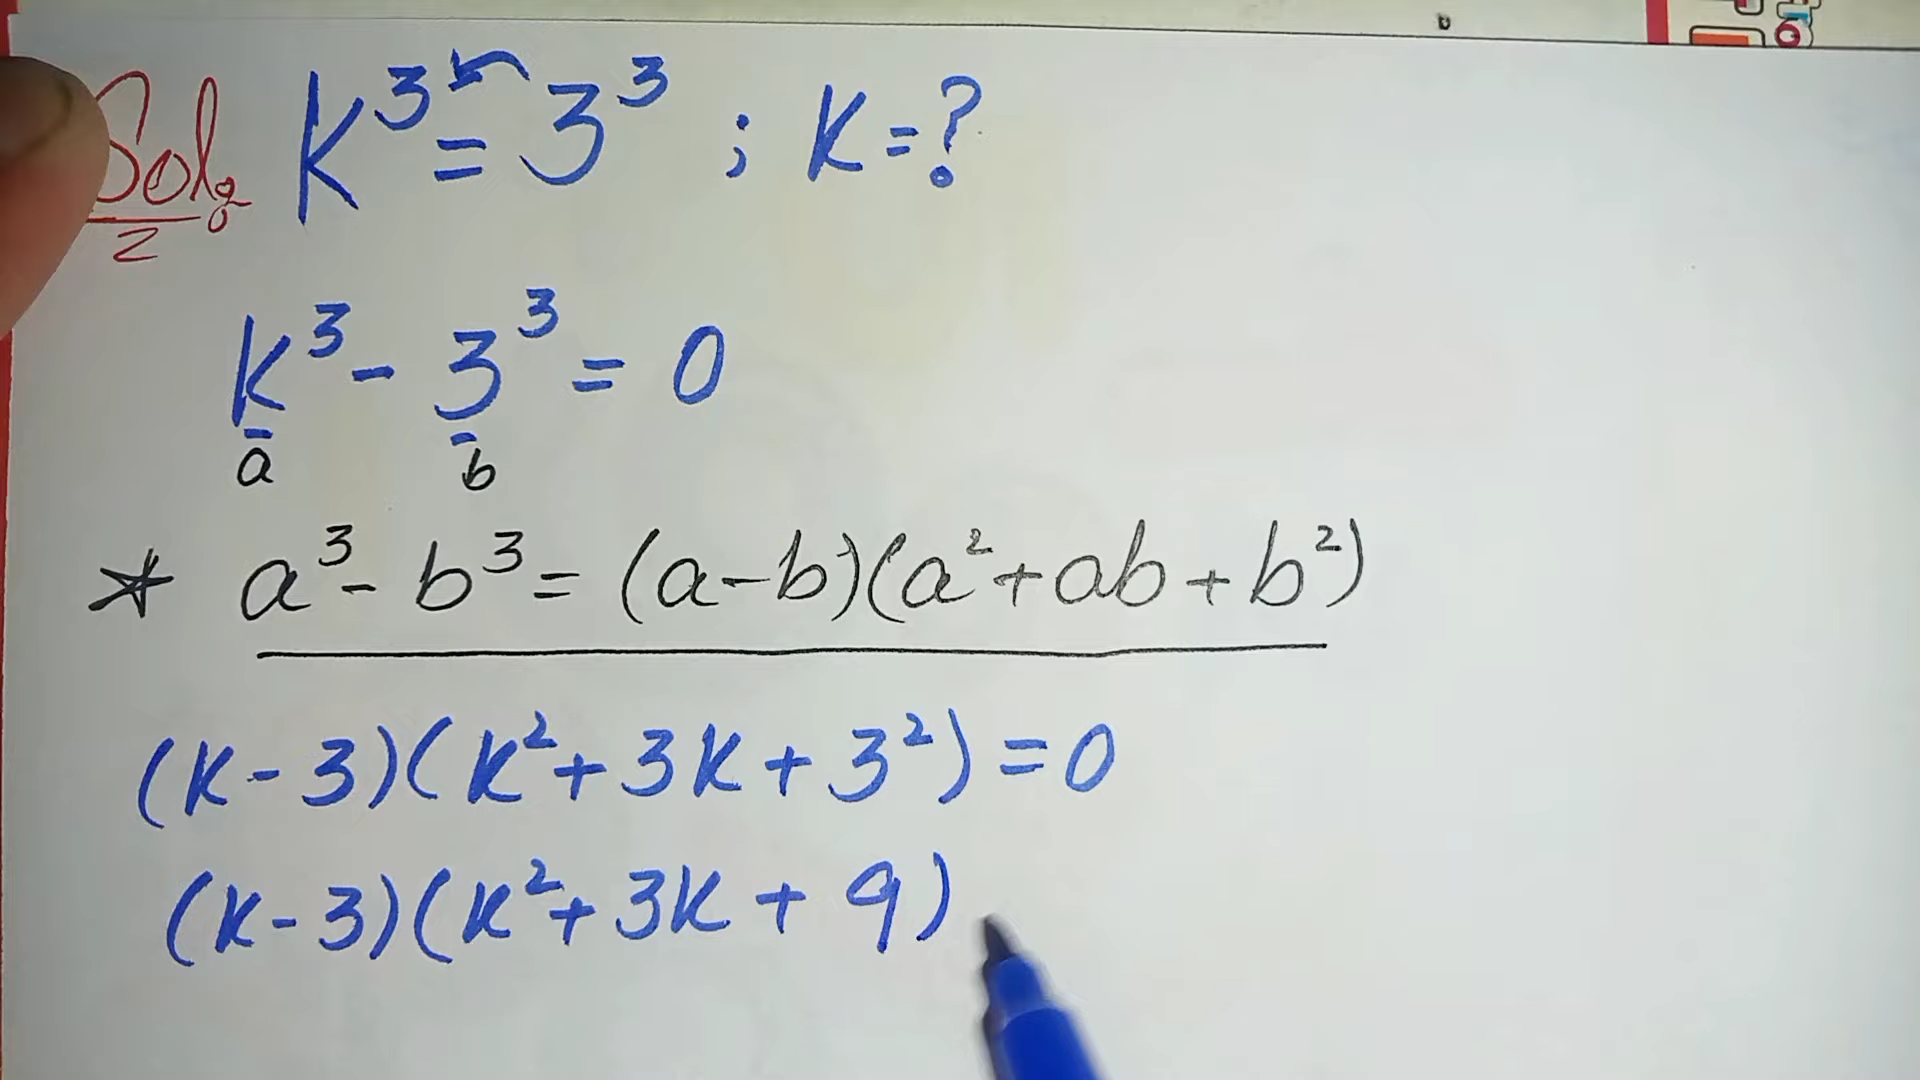 Sol
K³ = 3³ ; K = ?
K³ - 3³ = 0
a b
* a³ - b³ = (a-b)(a²+ab+b²)
(K-3)(K²+3K+3²) = 0
(K-3)(K²+3K+9)